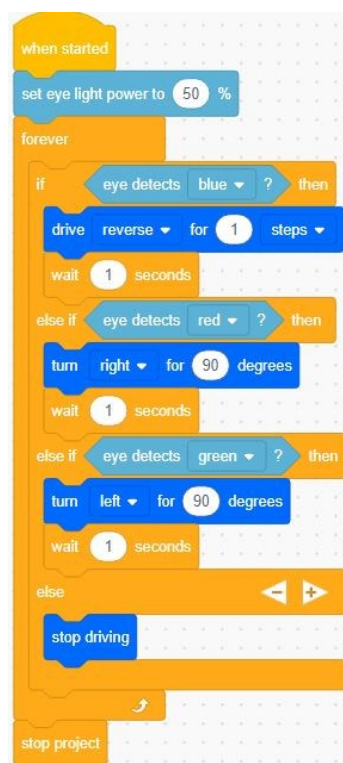 when started
set eye light power to 50 %
forever
if eye detects blue ? then
drive reverse for 1 steps
wait 1 seconds
else if eye detects red ? then
turn right for 90 degrees
wait 1 seconds
else if eye detects green ? then
turn left for 90 degrees
wait 1 seconds
else - +
stop driving
stop project